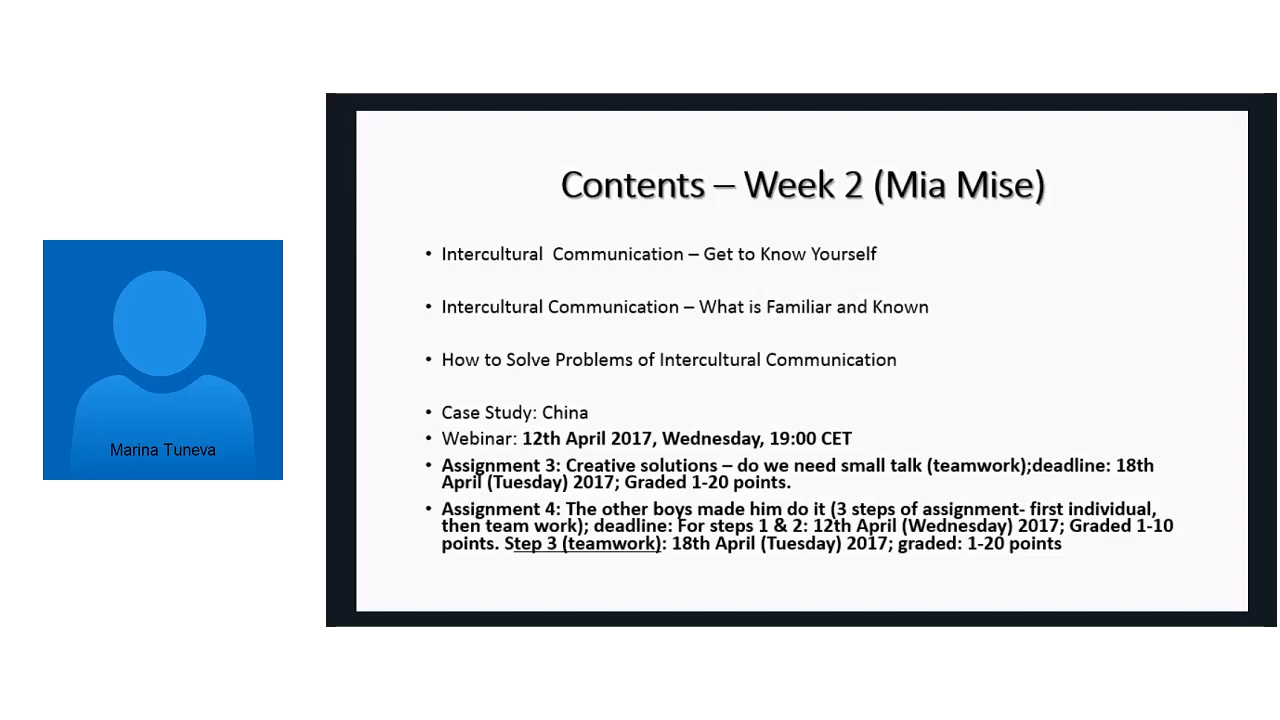 Contents – Week 2 (Mia Mise)
• Intercultural  Communication – Get to Know Yourself
• Intercultural Communication – What is Familiar and Known
• How to Solve Problems of Intercultural Communication
• Case Study: China
• Webinar: 12th April 2017, Wednesday, 19:00 CET
• Assignment 3: Creative solutions – do we need small talk (teamwork);deadline: 18th
April (Tuesday) 2017; Graded 1-20 points.
• Assignment 4: The other boys made him do it (3 steps of assignment- first individual,
then team work); deadline: For steps 1 & 2: 12th April (Wednesday) 2017; Graded 1-10
points. Step 3 (teamwork): 18th April (Tuesday) 2017; graded: 1-20 points
Marina Tuneva